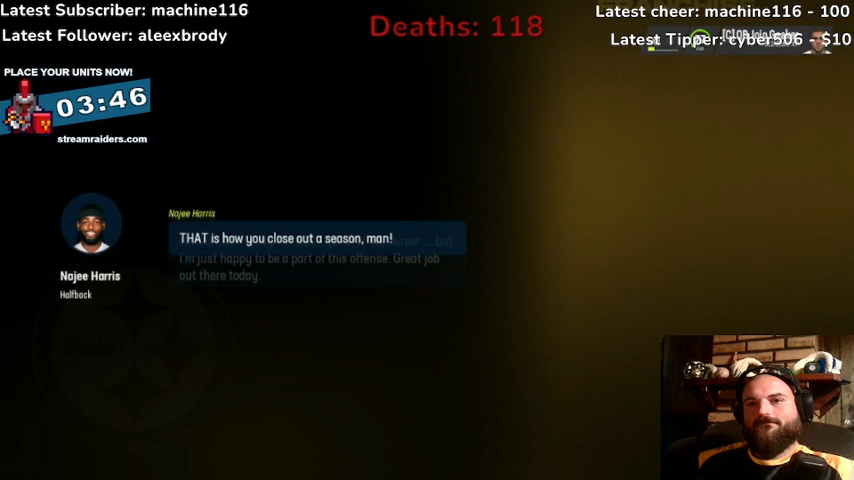 Latest Subscriber: machine116
Latest Follower: aleexbrody
Deaths: 118
Latest cheer: machine116 - 100
Latest Tipper: cyber506 - $10
PLACE YOUR UNITS NOW!
03:46
streamraiders.com
Najee Harris
THAT is how you close out a season, man!
but
I'm just happy to be a part of this offense. Great job
out there today.
Najee Harris
Halfback
Steelers